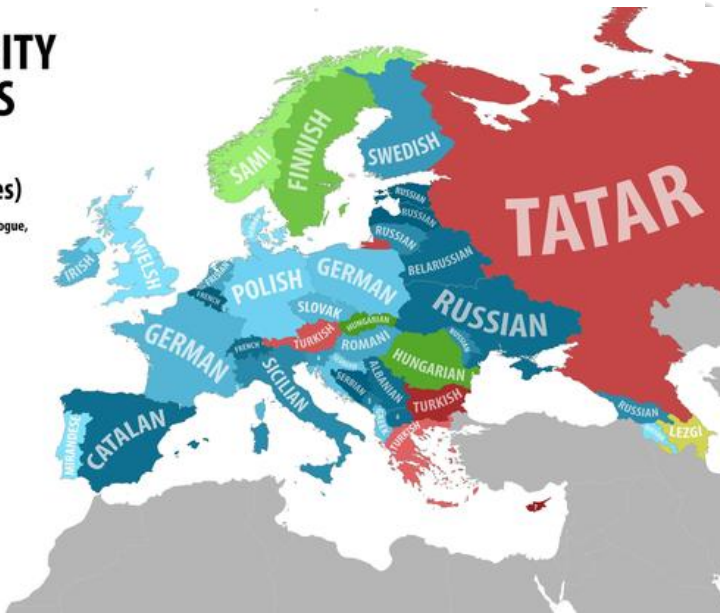 ITY
S
es)
ogue,
SAMI
FINNISH
SWEDISH
TATAR
RUSSIAN
RUSSIAN
RUSSIAN
BELARUSSIAN
IRISH
WELSH
POLISH
GERMAN
FRENCH
SLOVAK
RUSSIAN
HUNGARIAN
TURKISH
GERMAN
FRENCH
ROMANI
HUNGARIAN
SICILIAN
SERBIAN
ALBANIAN
TURKISH
GREEK
TURKISH
CATALAN
MIRANDESE
RUSSIAN
LEZGI